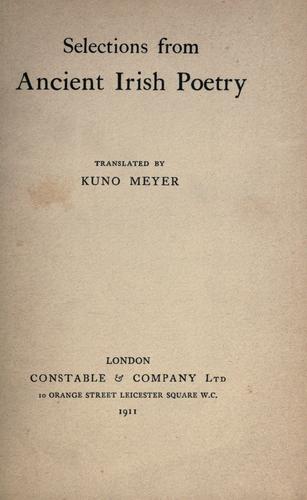 Selections from
Ancient Irish Poetry
TRANSLATED BY
KUNO MEYER
LONDON
CONSTABLE & COMPANY LTD
10 ORANGE STREET LEICESTER SQUARE W.C.
1911